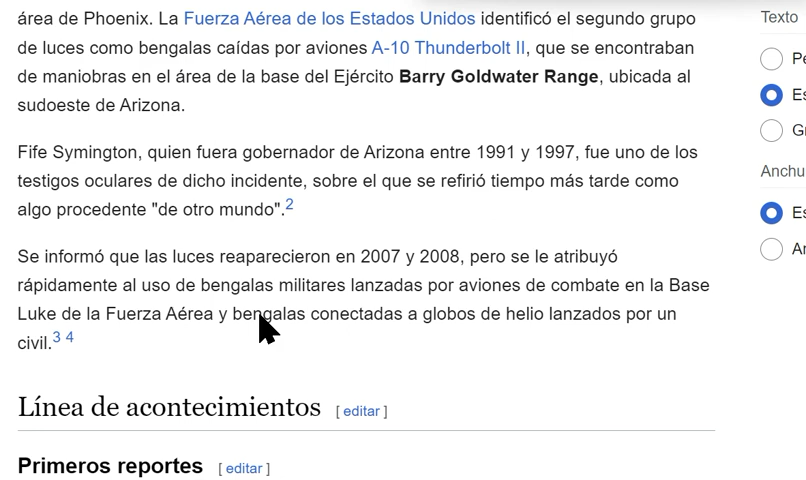 área de Phoenix. La Fuerza Aérea de los Estados Unidos identificó el segundo grupo
de luces como bengalas caídas por aviones A-10 Thunderbolt II, que se encontraban
de maniobras en el área de la base del Ejército Barry Goldwater Range, ubicada al
sudoeste de Arizona.
Fife Symington, quien fuera gobernador de Arizona entre 1991 y 1997, fue uno de los
testigos oculares de dicho incidente, sobre el que se refirió tiempo más tarde como
algo procedente "de otro mundo".2
Se informó que las luces reaparecieron en 2007 y 2008, pero se le atribuyó
rápidamente al uso de bengalas militares lanzadas por aviones de combate en la Base
Luke de la Fuerza Aérea y bengalas conectadas a globos de helio lanzados por un
civil.3 4
Línea de acontecimientos [ editar ]
Primeros reportes [ editar ]
Texto
Anchu